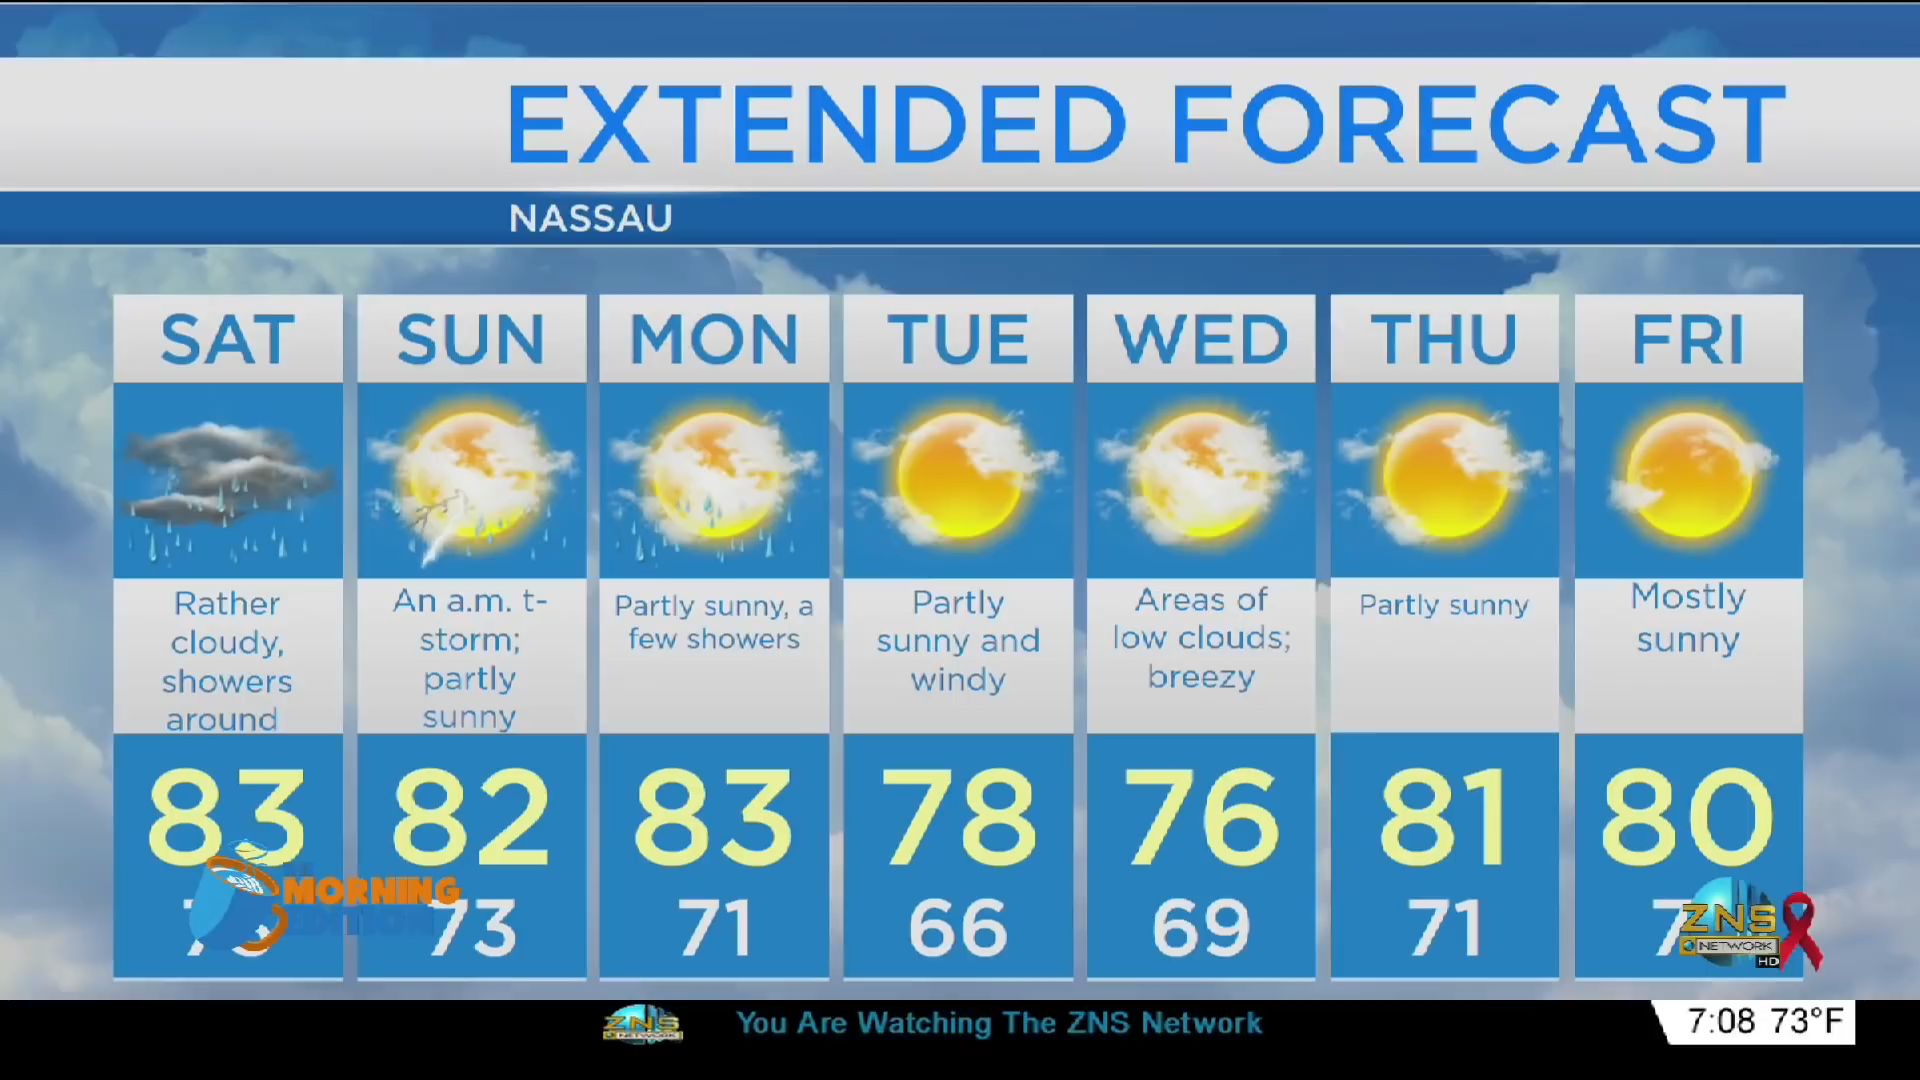 EXTENDED FORECAST
NASSAU
SAT
SUN
MON
TUE
WED
THU
FRI
Rather
cloudy,
showers
around
An a.m. t-
storm;
partly
sunny
Partly sunny, a
few showers
Partly
sunny and
windy
Areas of
low clouds;
breezy
Partly sunny
Mostly
sunny
83
82
83
78
76
81
80
73
71
66
69
71
MORNING
EDITION
ZNS
NETWORK
HD
ZNS
NETWORK
You Are Watching The ZNS Network
7:08 73°F